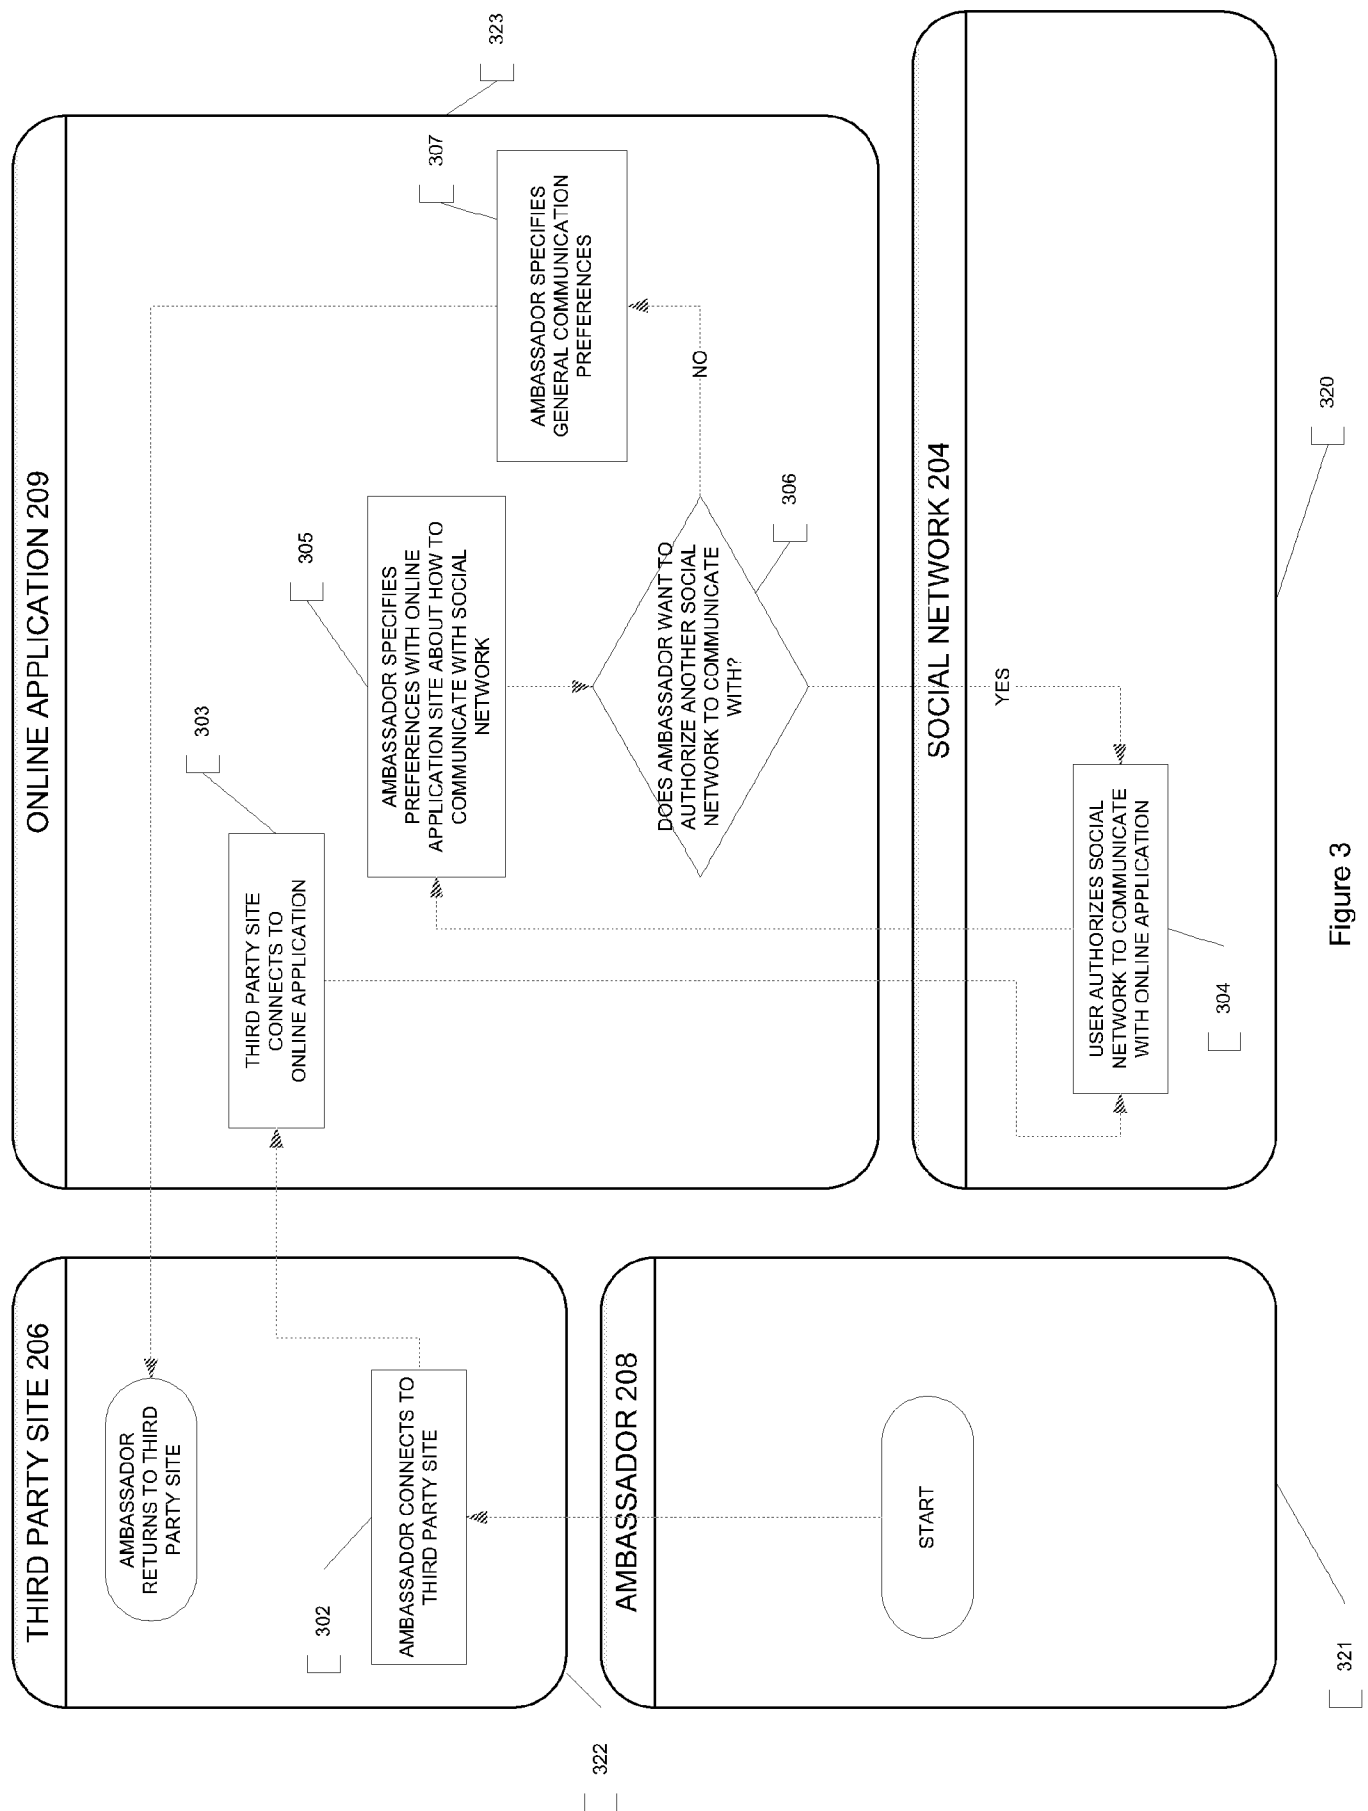 THIRD PARTY SITE 206
AMBASSADOR
RETURNS TO THIRD
PARTY SITE
302
AMBASSADOR CONNECTS TO
THIRD PARTY SITE
322
AMBASSADOR 208
START
321
ONLINE APPLICATION 209
323
303
THIRD PARTY SITE
CONNECTS TO
ONLINE APPLICATION
305
AMBASSADOR SPECIFIES
PREFERENCES WITH ONLINE
APPLICATION SITE ABOUT HOW TO
COMMUNICATE WITH SOCIAL
NETWORK
307
AMBASSADOR SPECIFIES
GENERAL COMMUNICATION
PREFERENCES
NO
306
DOES AMBASSADOR WANT TO
AUTHORIZE ANOTHER SOCIAL
NETWORK TO COMMUNICATE
WITH?
SOCIAL NETWORK 204
YES
USER AUTHORIZES SOCIAL
NETWORK TO COMMUNICATE
WITH ONLINE APPLICATION
304
320
Figure 3